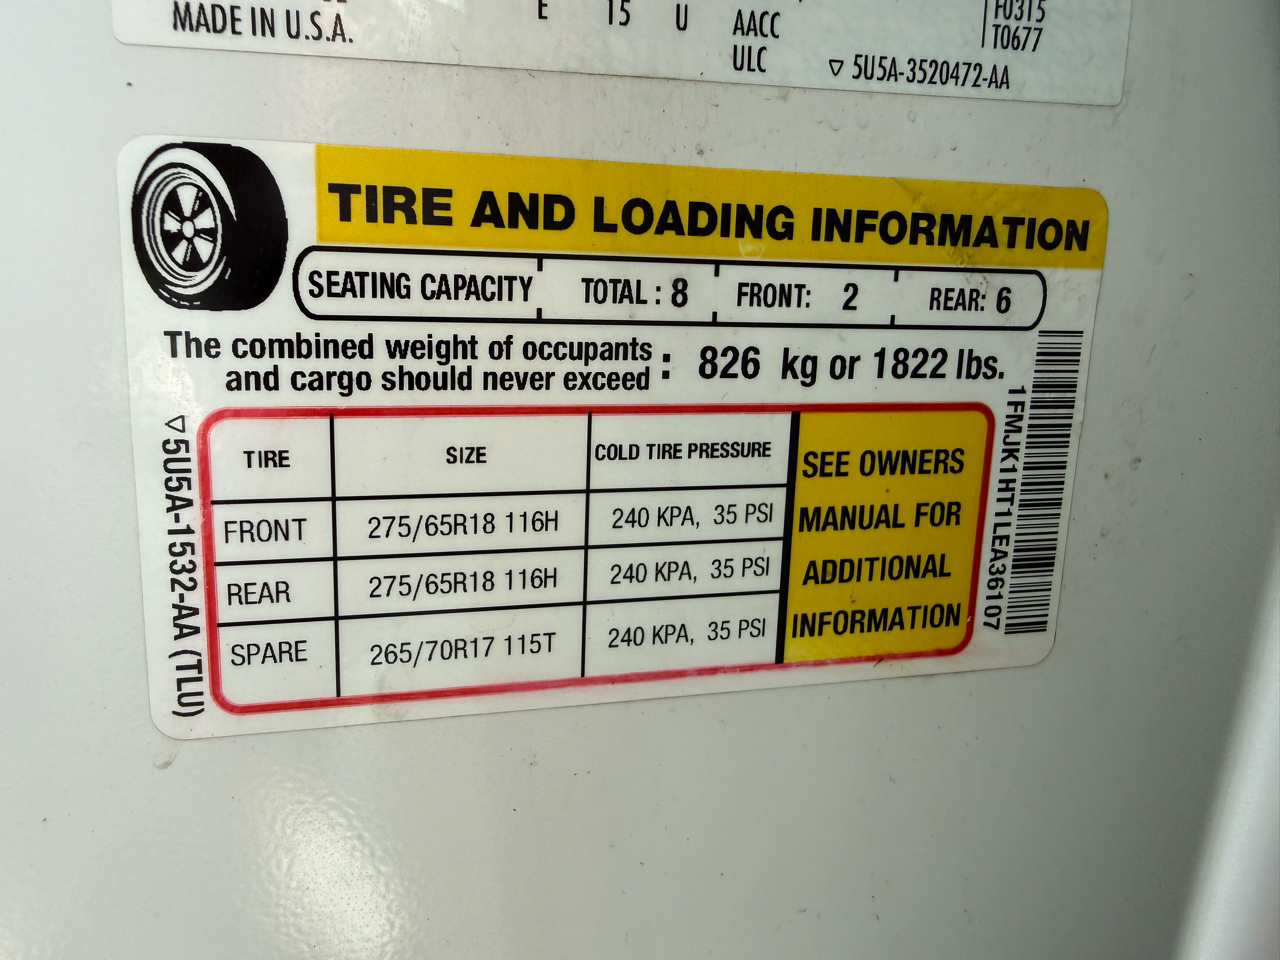 MADE IN U.S.A.
E 15 U AACC F0315
T0677
ULC ▽ 5U5A-3520472-AA
TIRE AND LOADING INFORMATION
SEATING CAPACITY TOTAL : 8 FRONT: 2 REAR: 6
The combined weight of occupants
and cargo should never exceed : 826 kg or 1822 lbs.
TIRE SIZE COLD TIRE PRESSURE
FRONT 275/65R18 116H 240 KPA, 35 PSI
REAR 275/65R18 116H 240 KPA, 35 PSI
SPARE 265/70R17 115T 240 KPA, 35 PSI
SEE OWNERS
MANUAL FOR
ADDITIONAL
INFORMATION
▽5U5A-1532-AA (TLU)
1FMJK1HT1LEA36107